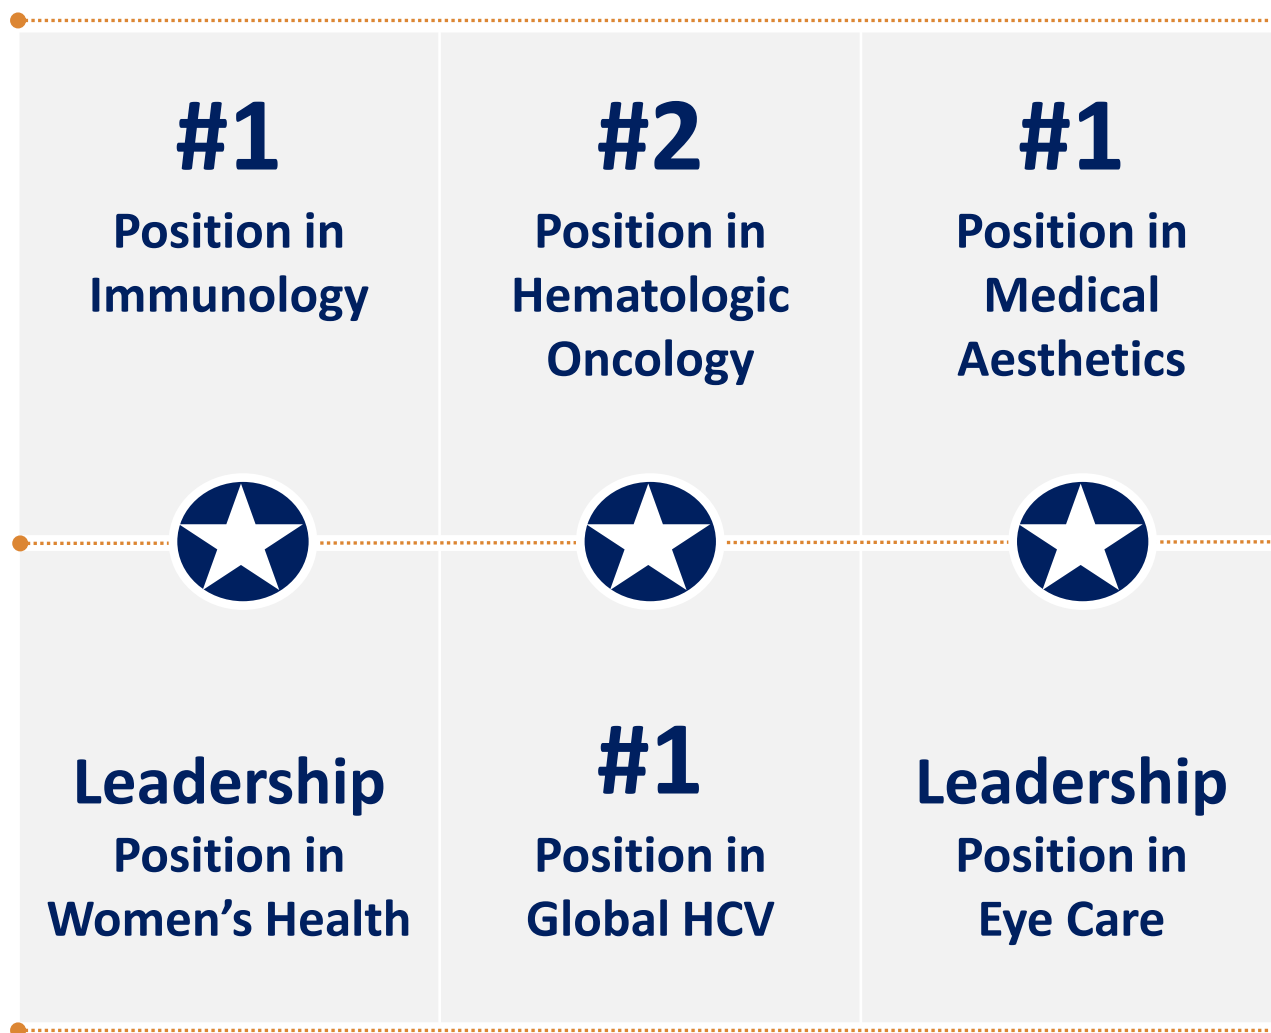 #1
Position in
Immunology
#2
Position in
Hematologic
Oncology
#1
Position in
Medical
Aesthetics
Leadership
Position in
Women’s Health
#1
Position in
Global HCV
Leadership
Position in
Eye Care